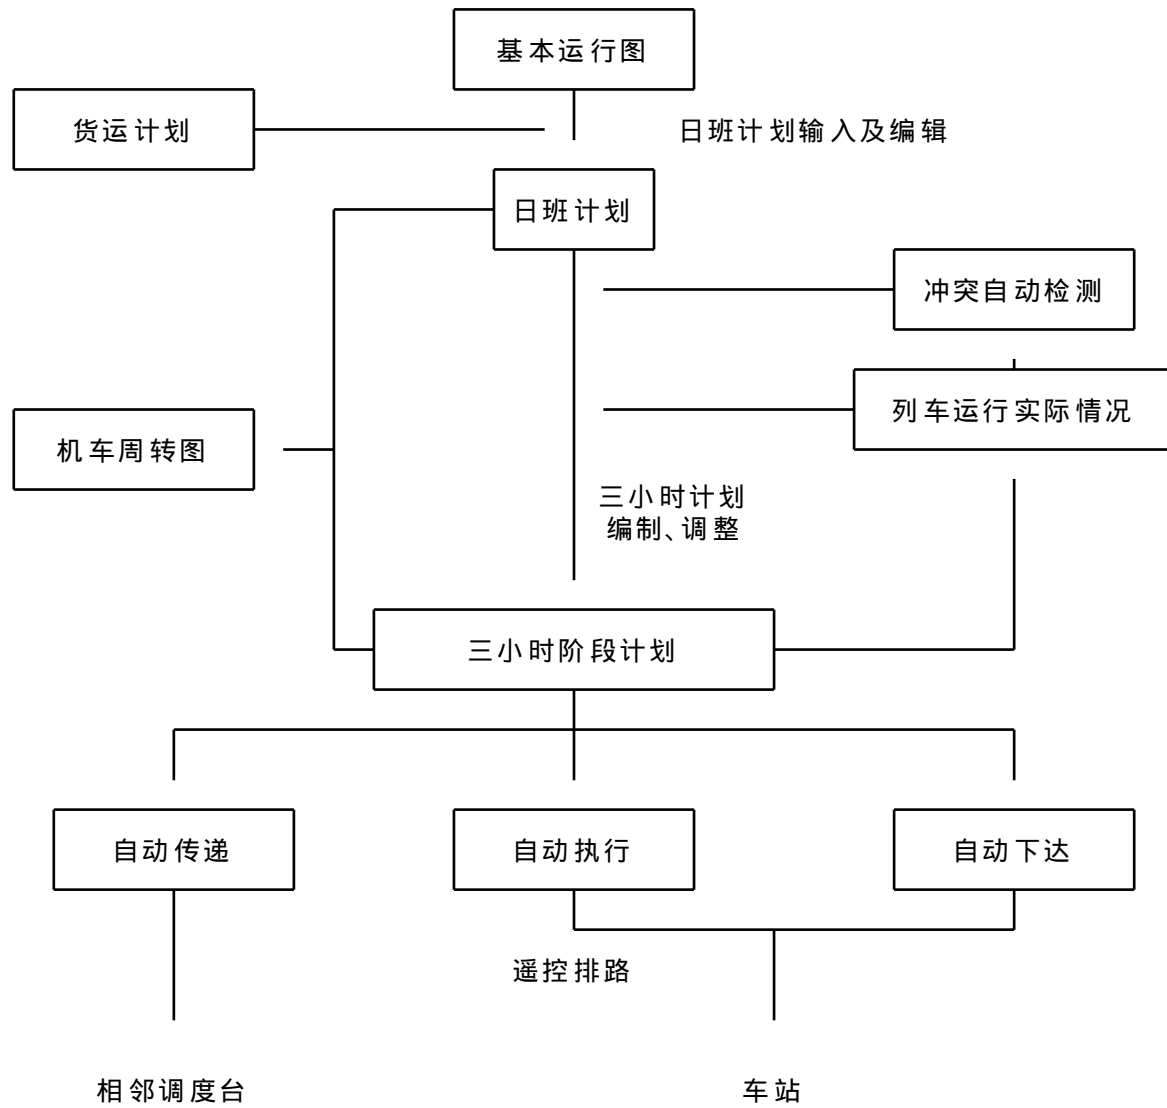 基本运行图
货运计划
日班计划输入及编辑
日班计划
冲突自动检测
列车运行实际情况
机车周转图
三小时计划
编制、调整
三小时阶段计划
自动传递
自动执行
自动下达
遥控排路
相邻调度台
车站